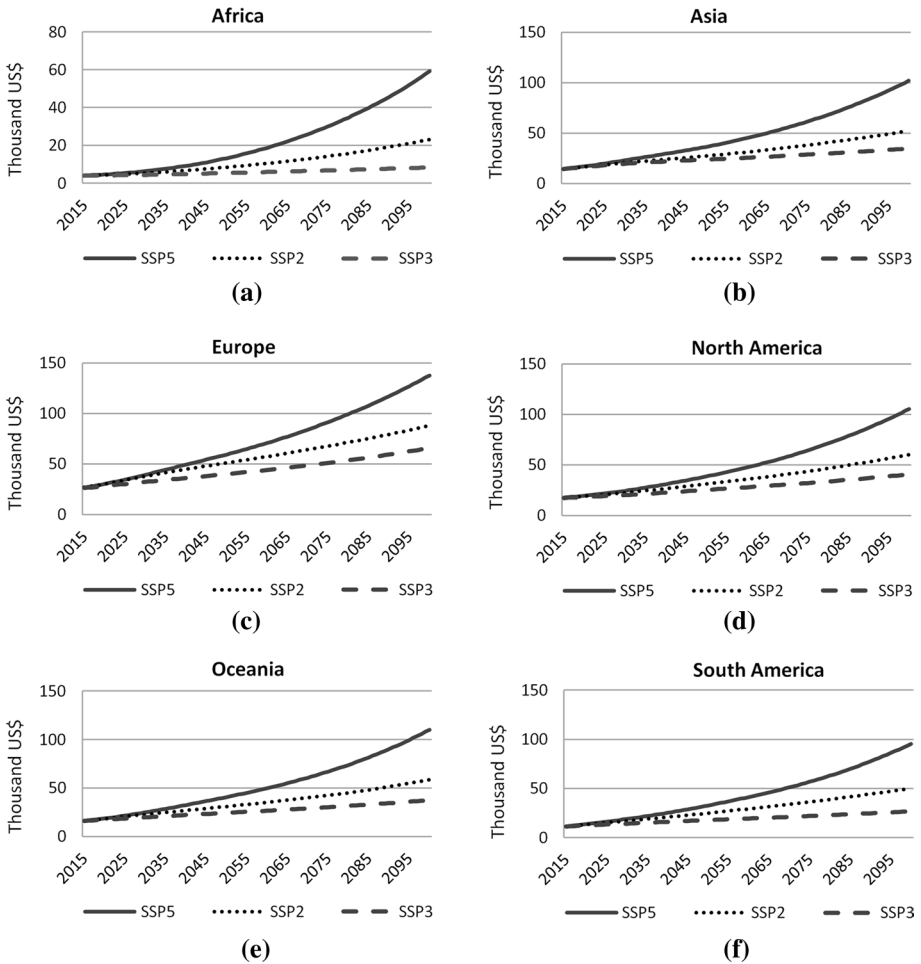 Africa
Thousand US$
80
60
40
20
0
2015 2025 2035 2045 2055 2065 2075 2085 2095
SSP5 SSP2 SSP3
(a)
Asia
Thousand US$
150
100
50
0
2015 2025 2035 2045 2055 2065 2075 2085 2095
SSP5 SSP2 SSP3
(b)
Europe
Thousand US$
150
100
50
0
2015 2025 2035 2045 2055 2065 2075 2085 2095
SSP5 SSP2 SSP3
(c)
North America
Thousand US$
150
100
50
0
2015 2025 2035 2045 2055 2065 2075 2085 2095
SSP5 SSP2 SSP3
(d)
Oceania
Thousand US$
150
100
50
0
2015 2025 2035 2045 2055 2065 2075 2085 2095
SSP5 SSP2 SSP3
(e)
South America
Thousand US$
150
100
50
0
2015 2025 2035 2045 2055 2065 2075 2085 2095
SSP5 SSP2 SSP3
(f)